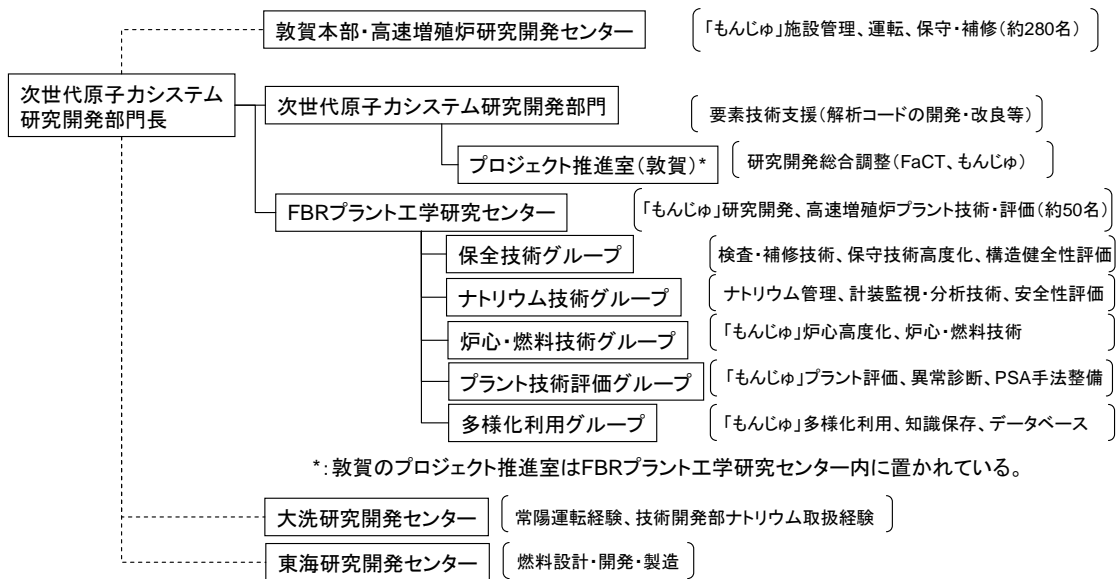 敦賀本部・高速増殖炉研究開発センター
「もんじゅ」施設管理、運転、保守・補修(約280名)
次世代原子力システム
研究開発部門長
次世代原子力システム研究開発部門
要素技術支援(解析コードの開発・改良等)
プロジェクト推進室(敦賀)*
研究開発総合調整(FaCT、もんじゅ)
FBRプラント工学研究センター
「もんじゅ」研究開発、高速増殖炉プラント技術・評価(約50名)
保全技術グループ
検査・補修技術、保守技術高度化、構造健全性評価
ナトリウム技術グループ
ナトリウム管理、計装監視・分析技術、安全性評価
炉心・燃料技術グループ
「もんじゅ」炉心高度化、炉心・燃料技術
プラント技術評価グループ
「もんじゅ」プラント評価、異常診断、PSA手法整備
多様化利用グループ
「もんじゅ」多様化利用、知識保存、データベース
*:敦賀のプロジェクト推進室はFBRプラント工学研究センター内に置かれている。
大洗研究開発センター
常陽運転経験、技術開発部ナトリウム取扱経験
東海研究開発センター
燃料設計・開発・製造